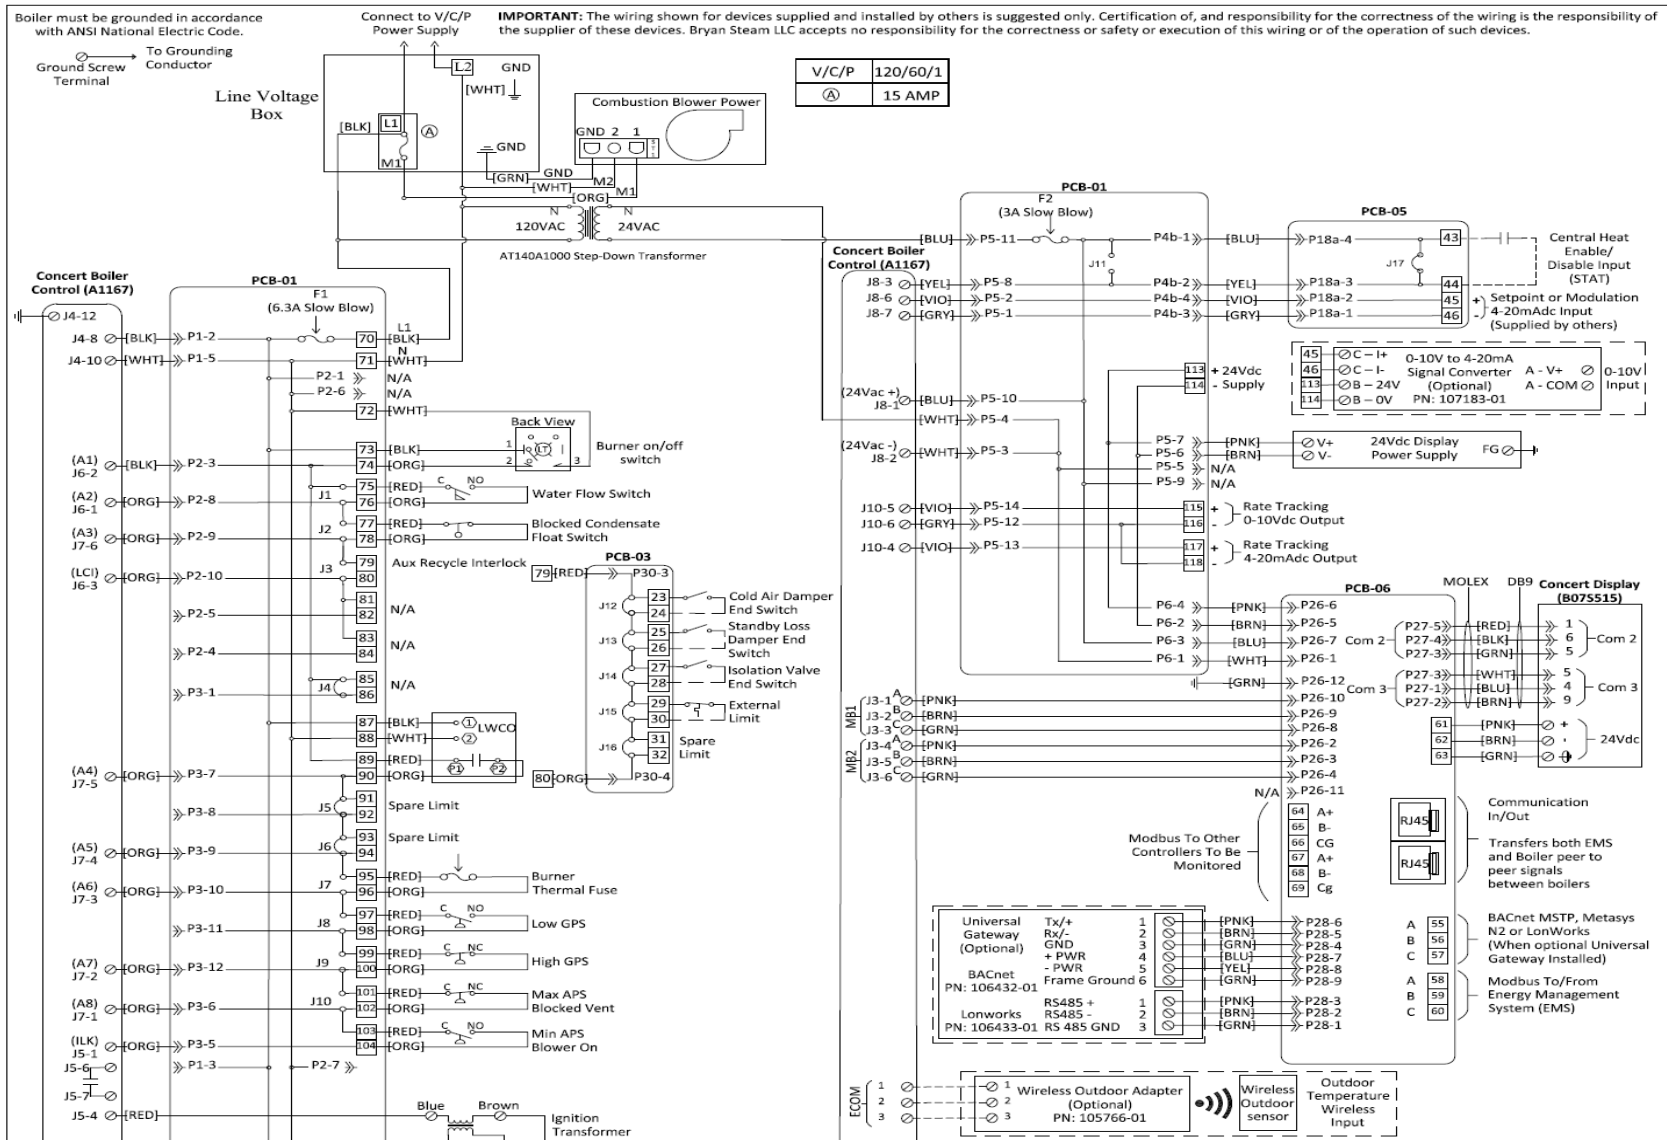 Boiler must be grounded in accordance
with ANSI National Electric Code.
To Grounding
Conductor
Ground Screw
Terminal
Connect to V/C/P
Power Supply
IMPORTANT: The wiring shown for devices supplied and installed by others is suggested only. Certification of, and responsibility for the correctness of the wiring is the responsibility of
the supplier of these devices. Bryan Steam LLC accepts no responsibility for the correctness or safety or execution of this wiring or of the operation of such devices.
V/C/P 120/60/1
A 15 AMP
Line Voltage
Box
L2 GND
[WHT]
[BLK] L1 A
M1
GND
Combustion Blower Power
GND 2 1
[GRN] GND
[WHT] M2
[ORG] M1
N N
120VAC 24VAC
AT140A1000 Step-Down Transformer
Concert Boiler
Control (A1167)
PCB-01
F1
(6.3A Slow Blow)
J4-12
L1
J4-8 [BLK] P1-2 70 [BLK]
N
J4-10 [WHT] P1-5 71 [WHT]
P2-1 N/A
P2-6 N/A
72 [WHT]
Back View
73 [BLK] 1 LT
Burner on/off
switch
(A1)
J6-2 [BLK] P2-3 74 [ORG] 2 3
75 [RED] C NO
Water Flow Switch
(A2)
J6-1 [ORG] P2-8 J1 76 [ORG]
77 [RED]
Blocked Condensate
Float Switch
(A3)
J7-6 [ORG] P2-9 J2 78 [ORG]
79 Aux Recycle Interlock
(LCI)
J6-3 [ORG] P2-10 J3 80
81
P2-5 82 N/A
83
P2-4 84 N/A
85
P3-1 J4 86 N/A
87 [BLK] 1 LWCO
88 [WHT] 2
89 [RED]
P1 P2
(A4)
J7-5 [ORG] P3-7 90 [ORG]
91
P3-8 J5 92 Spare Limit
93 Spare Limit
(A5)
J7-4 [ORG] P3-9 J6 94
95 [RED] Burner
Thermal Fuse
(A6)
J7-3 [ORG] P3-10 J7 96 [ORG]
97 [RED] C NO
Low GPS
P3-11 J8 98 [ORG]
99 [RED] C NC
High GPS
(A7)
J7-2 [ORG] P3-12 J9 100 [ORG]
101 [RED] C NC Max APS
Blocked Vent
(A8)
J7-1 [ORG] P3-6 J10 102 [ORG]
103 [RED] C NO Min APS
Blower On
(ILK)
J5-1 [ORG] P3-5 104 [ORG]
J5-6 P1-3 P2-7
J5-7
J5-4 [RED]
Blue Brown
Ignition
Transformer
PCB-03
79 [RED] P30-3
J12 23 Cold Air Damper
24 End Switch
J13 25 Standby Loss
26 Damper End
Switch
J14 27 Isolation Valve
28 End Switch
J15 29 External
30 Limit
J16 31 Spare
32 Limit
80 [ORG] P30-4
PCB-01
F2
(3A Slow Blow)
Concert Boiler
Control (A1167)
PCB-05
[BLU] P5-11 P4b-1 [BLU] P18a-4 43
J11 J17
Central Heat
Enable/
Disable Input
(STAT)
J8-3 [YEL] P5-8 P4b-2 [YEL] P18a-3 44
J8-6 [VIO] P5-2 P4b-4 [VIO] P18a-2 45 +
J8-7 [GRY] P5-1 P4b-3 [GRY] P18a-1 46 -
Setpoint or Modulation
4-20mAdc Input
(Supplied by others)
113 + 24Vdc
114 - Supply
45 C – I+ 0-10V to 4-20mA
46 C – I- Signal Converter A - V+ 0-10V
113 B – 24V (Optional) A - COM Input
114 B – 0V PN: 107183-01
(24Vac +)
J8-1 [BLU] P5-10
[WHT] P5-4
(24Vac -)
J8-2 [WHT] P5-3
P5-7 [PNK] V+ 24Vdc Display FG
P5-6 [BRN] V- Power Supply
P5-5 N/A
P5-9 N/A
J10-5 [VIO] P5-14 115 + Rate Tracking
J10-6 [GRY] P5-12 116 - 0-10Vdc Output
J10-4 [VIO] P5-13 117 + Rate Tracking
118 - 4-20mAdc Output
PCB-06
MOLEX DB9
Concert Display
(B07S515)
P6-4 [PNK] P26-6
P6-2 [BRN] P26-5
P6-3 [BLU] P26-7
P6-1 [WHT] P26-1
[GRN] P26-12
Com 2 P27-5 [RED] 1
P27-4 [BLK] 6 Com 2
P27-3 [GRN] 5
Com 3 P27-3 [WHT] 5
P27-1 [BLU] 4 Com 3
P27-2 [BRN] 9
61 [PNK] +
62 [BRN] - 24Vdc
63 [GRN]
MB1
J3-1 A [PNK] P26-10
J3-2 B [BRN] P26-9
J3-3 C [GRN] P26-8
MB2
J3-4 A [PNK] P26-2
J3-5 B [BRN] P26-3
J3-6 C [GRN] P26-4
N/A P26-11
Modbus To Other
Controllers To Be
Monitored
64 A+
65 B-
66 CG
67 A+
68 B-
69 Cg
RJ45
RJ45
Communication
In/Out
Transfers both EMS
and Boiler peer to
peer signals
between boilers
Universal
Gateway
(Optional)
BACnet
PN: 106432-01
Tx/+ 1 [PNK] P28-6
Rx/- 2 [BRN] P28-5
GND 3 [GRN] P28-4
+ PWR 4 [BLU] P28-7
- PWR 5 [YEL] P28-8
Frame Ground 6 [GRN] P28-9
Lonworks
PN: 106433-01
RS485 + 1 [PNK] P28-3
RS485 - 2 [BRN] P28-2
RS 485 GND 3 [GRN] P28-1
A 55
B 56
C 57
BACnet MSTP, Metasys
N2 or LonWorks
(When optional Universal
Gateway Installed)
A 58
B 59
C 60
Modbus To/From
Energy Management
System (EMS)
ECOM
1 1
2 2
3 3
Wireless Outdoor Adapter
(Optional)
PN: 105766-01
Wireless
Outdoor
sensor
Outdoor
Temperature
Wireless
Input